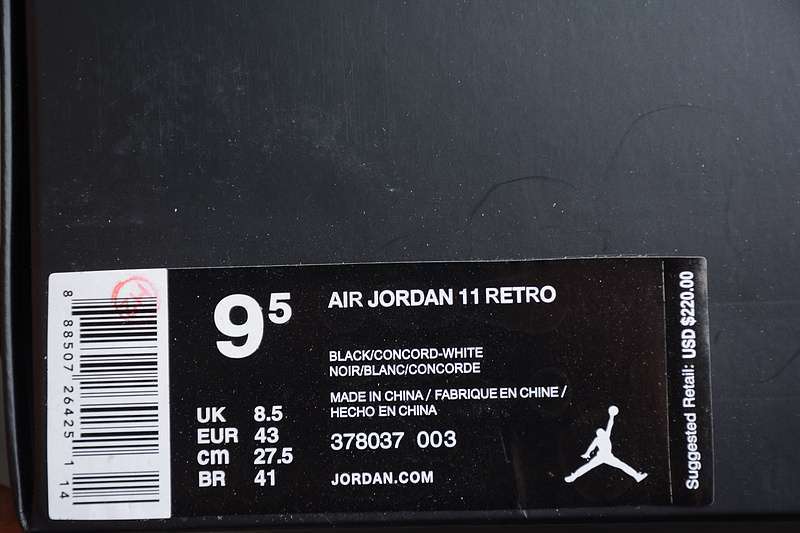 8 88507 26425 1 14
9⁵
AIR JORDAN 11 RETRO
BLACK/CONCORD-WHITE
NOIR/BLANC/CONCORDE
MADE IN CHINA / FABRIQUE EN CHINE /
HECHO EN CHINA
378037 003
JORDAN.COM
UK 8.5
EUR 43
cm 27.5
BR 41
Suggested Retail: USD $220.00